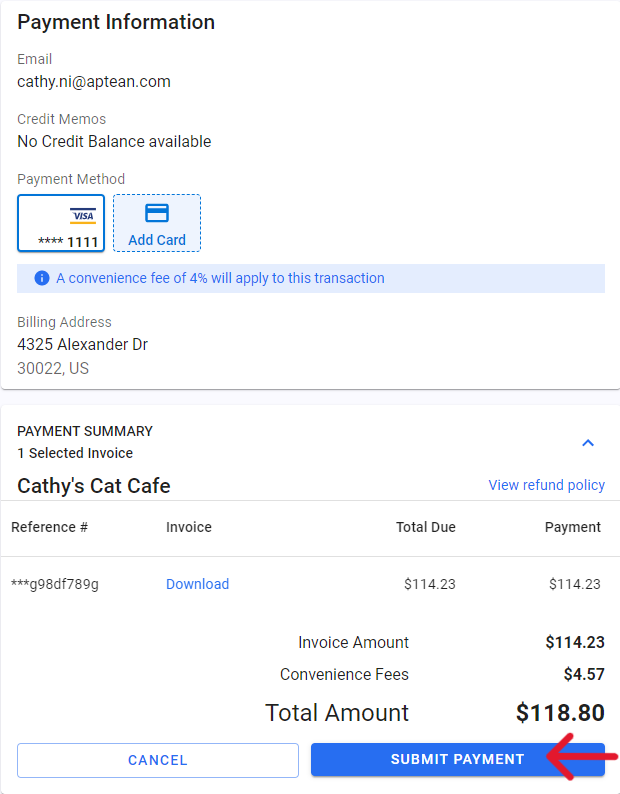 Payment Information
Email
cathy.ni@aptean.com
Credit Memos
No Credit Balance available
Payment Method
VISA
**** 1111
Add Card
A convenience fee of 4% will apply to this transaction
Billing Address
4325 Alexander Dr
30022, US
PAYMENT SUMMARY
1 Selected Invoice
Cathy's Cat Cafe
View refund policy
Reference # Invoice Total Due Payment
***g98df789g Download $114.23 $114.23
Invoice Amount $114.23
Convenience Fees $4.57
Total Amount $118.80
CANCEL SUBMIT PAYMENT